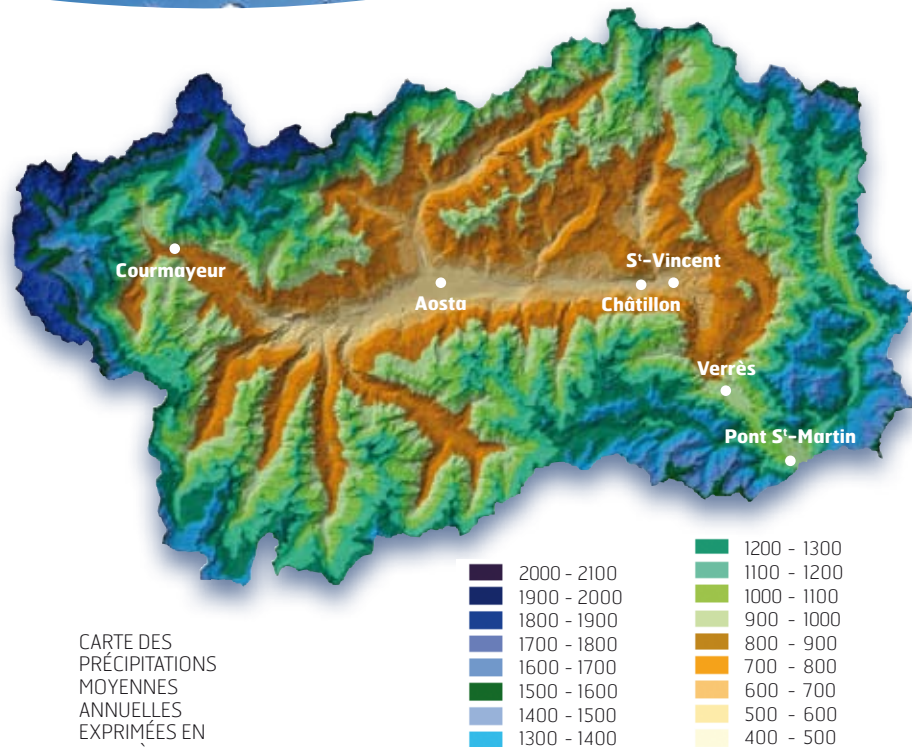 Courmayeur
Aosta
Sᵗ-Vincent
Châtillon
Verrès
Pont Sᵗ-Martin
CARTE DES
PRÉCIPITATIONS
MOYENNES
ANNUELLES
EXPRIMÉES EN
2000 - 2100
1900 - 2000
1800 - 1900
1700 - 1800
1600 - 1700
1500 - 1600
1400 - 1500
1300 - 1400
1200 - 1300
1100 - 1200
1000 - 1100
900 - 1000
800 - 900
700 - 800
600 - 700
500 - 600
400 - 500